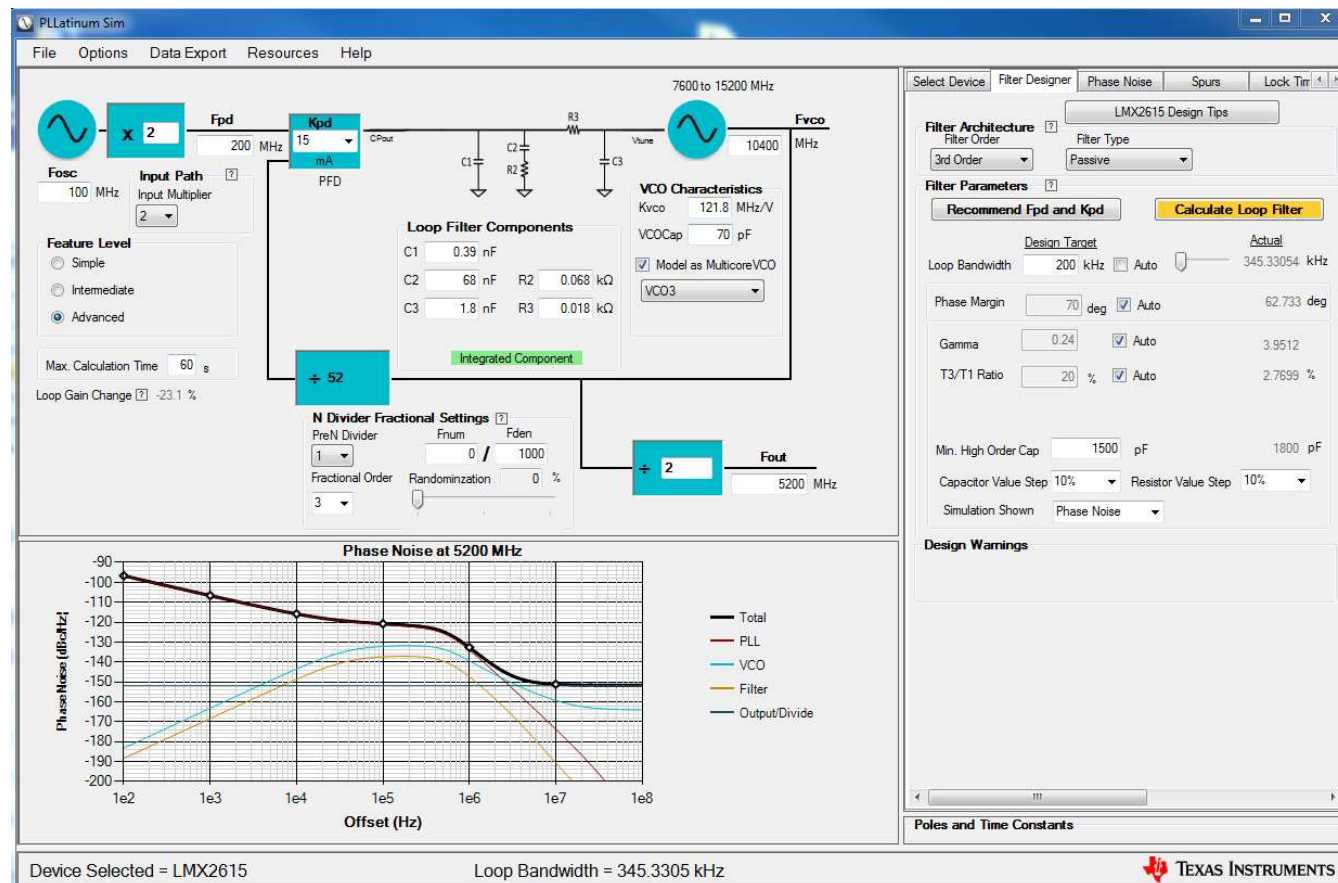 PLLatinum Sim
File Options Data Export Resources Help
7600 to 15200 MHz
X 2
Fpd
200 MHz
Kpd
15
mA
PFD
CPout
C1
C2
R2
R3
C3
Vtune
Fvco
10400 MHz
Fosc
100 MHz
Input Path ?
Input Multiplier
2
VCO Characteristics
Kvco 121.8 MHz/V
VCOCap 70 pF
Model as MulticoreVCO
VCO3
Feature Level
Simple
Intermediate
Advanced
Loop Filter Components
C1 0.39 nF
C2 68 nF R2 0.068 kΩ
C3 1.8 nF R3 0.018 kΩ
Integrated Component
Max. Calculation Time 60 s
Loop Gain Change ? -23.1 %
÷ 52
N Divider Fractional Settings ?
PreN Divider Fnum Fden
1 0 / 1000
Fractional Order Randominzation 0 %
3
÷ 2
Fout
5200 MHz
Select Device Filter Designer Phase Noise Spurs Lock Tim
LMX2615 Design Tips
Filter Architecture ?
Filter Order Filter Type
3rd Order Passive
Filter Parameters ?
Recommend Fpd and Kpd Calculate Loop Filter
Design Target Actual
Loop Bandwidth 200 kHz Auto 345.33054 kHz
Phase Margin 70 deg Auto 62.733 deg
Gamma 0.24 Auto 3.9512
T3/T1 Ratio 20 % Auto 2.7699 %
Min. High Order Cap 1500 pF 1800 pF
Capacitor Value Step 10% Resistor Value Step 10%
Simulation Shown Phase Noise
Design Warnings
Poles and Time Constants
Phase Noise at 5200 MHz
Phase Noise (dBc/Hz)
-90
-100
-110
-120
-130
-140
-150
-160
-170
-180
-190
-200
1e2 1e3 1e4 1e5 1e6 1e7 1e8
Offset (Hz)
Total
PLL
VCO
Filter
Output/Divide
Device Selected = LMX2615 Loop Bandwidth = 345.3305 kHz TEXAS INSTRUMENTS